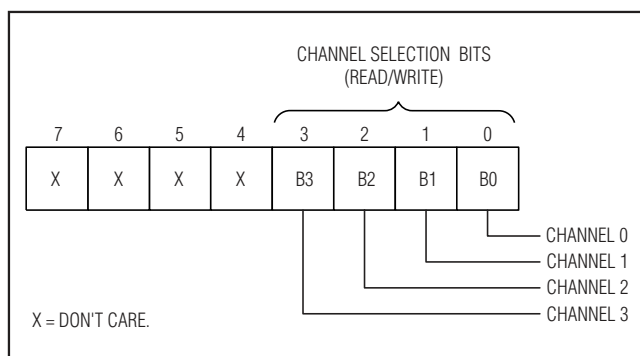 CHANNEL SELECTION BITS
(READ/WRITE)
7 6 5 4 3 2 1 0
X X X X B3 B2 B1 B0
CHANNEL 0
CHANNEL 1
CHANNEL 2
CHANNEL 3
X = DON'T CARE.